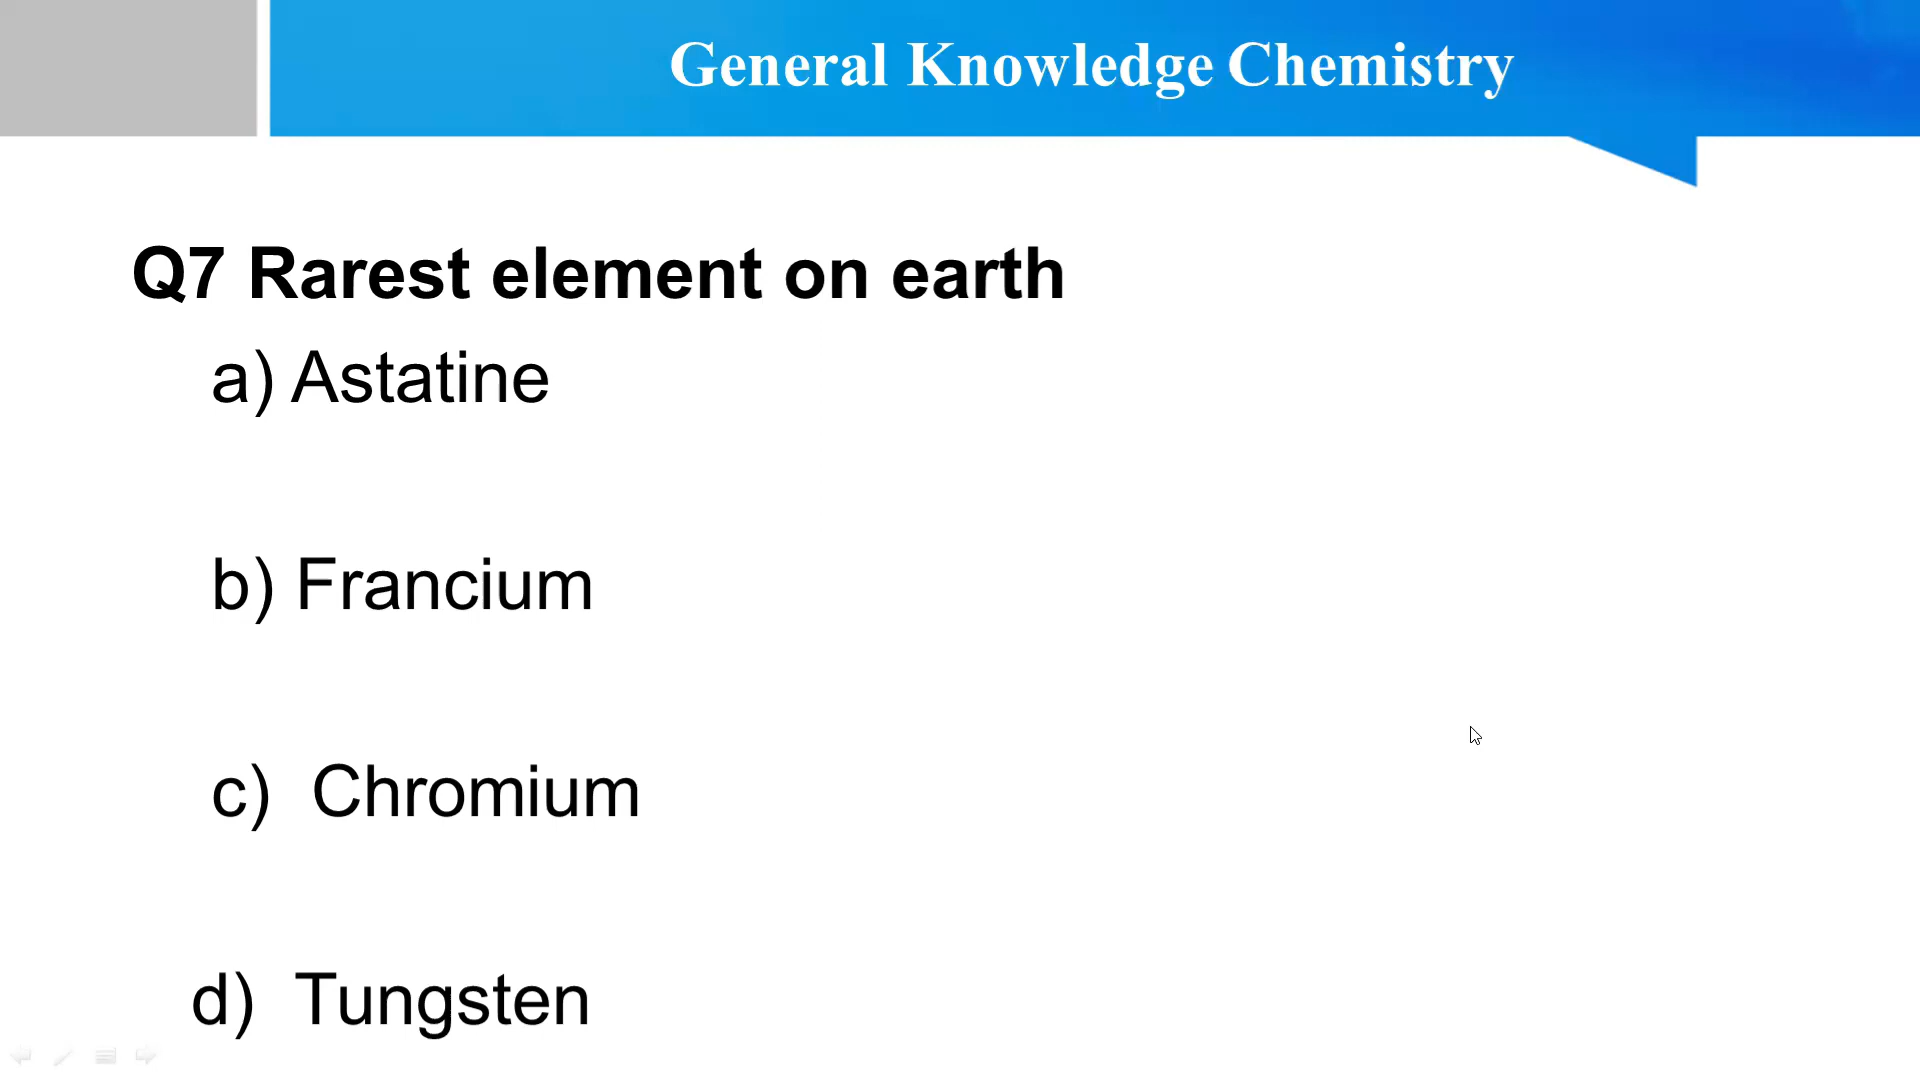 General Knowledge Chemistry
Q7 Rarest element on earth
a) Astatine
b) Francium
c) Chromium
d) Tungsten